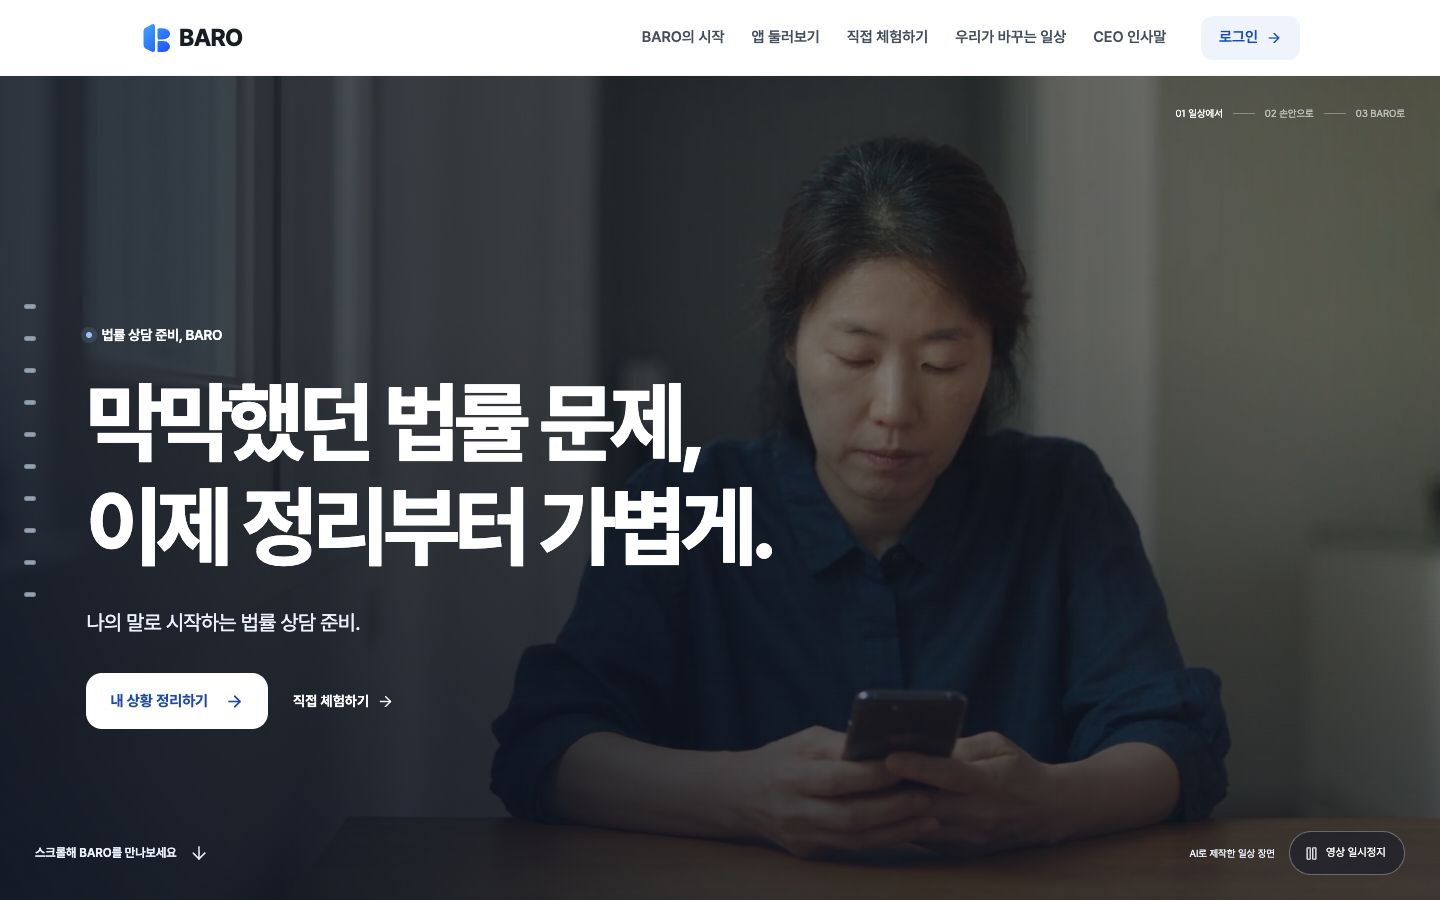 BARO
BARO의 시작
앱 둘러보기
직접 체험하기
우리가 바꾸는 일상
CEO 인사말
로그인
01 일상에서
02 손안으로
03 BARO로
법률 상담 준비, BARO
막막했던 법률 문제,
이제 정리부터 가볍게.
나의 말로 시작하는 법률 상담 준비.
내 상황 정리하기
직접 체험하기
스크롤해 BARO를 만나보세요
AI로 제작한 일상 장면
영상 일시정지